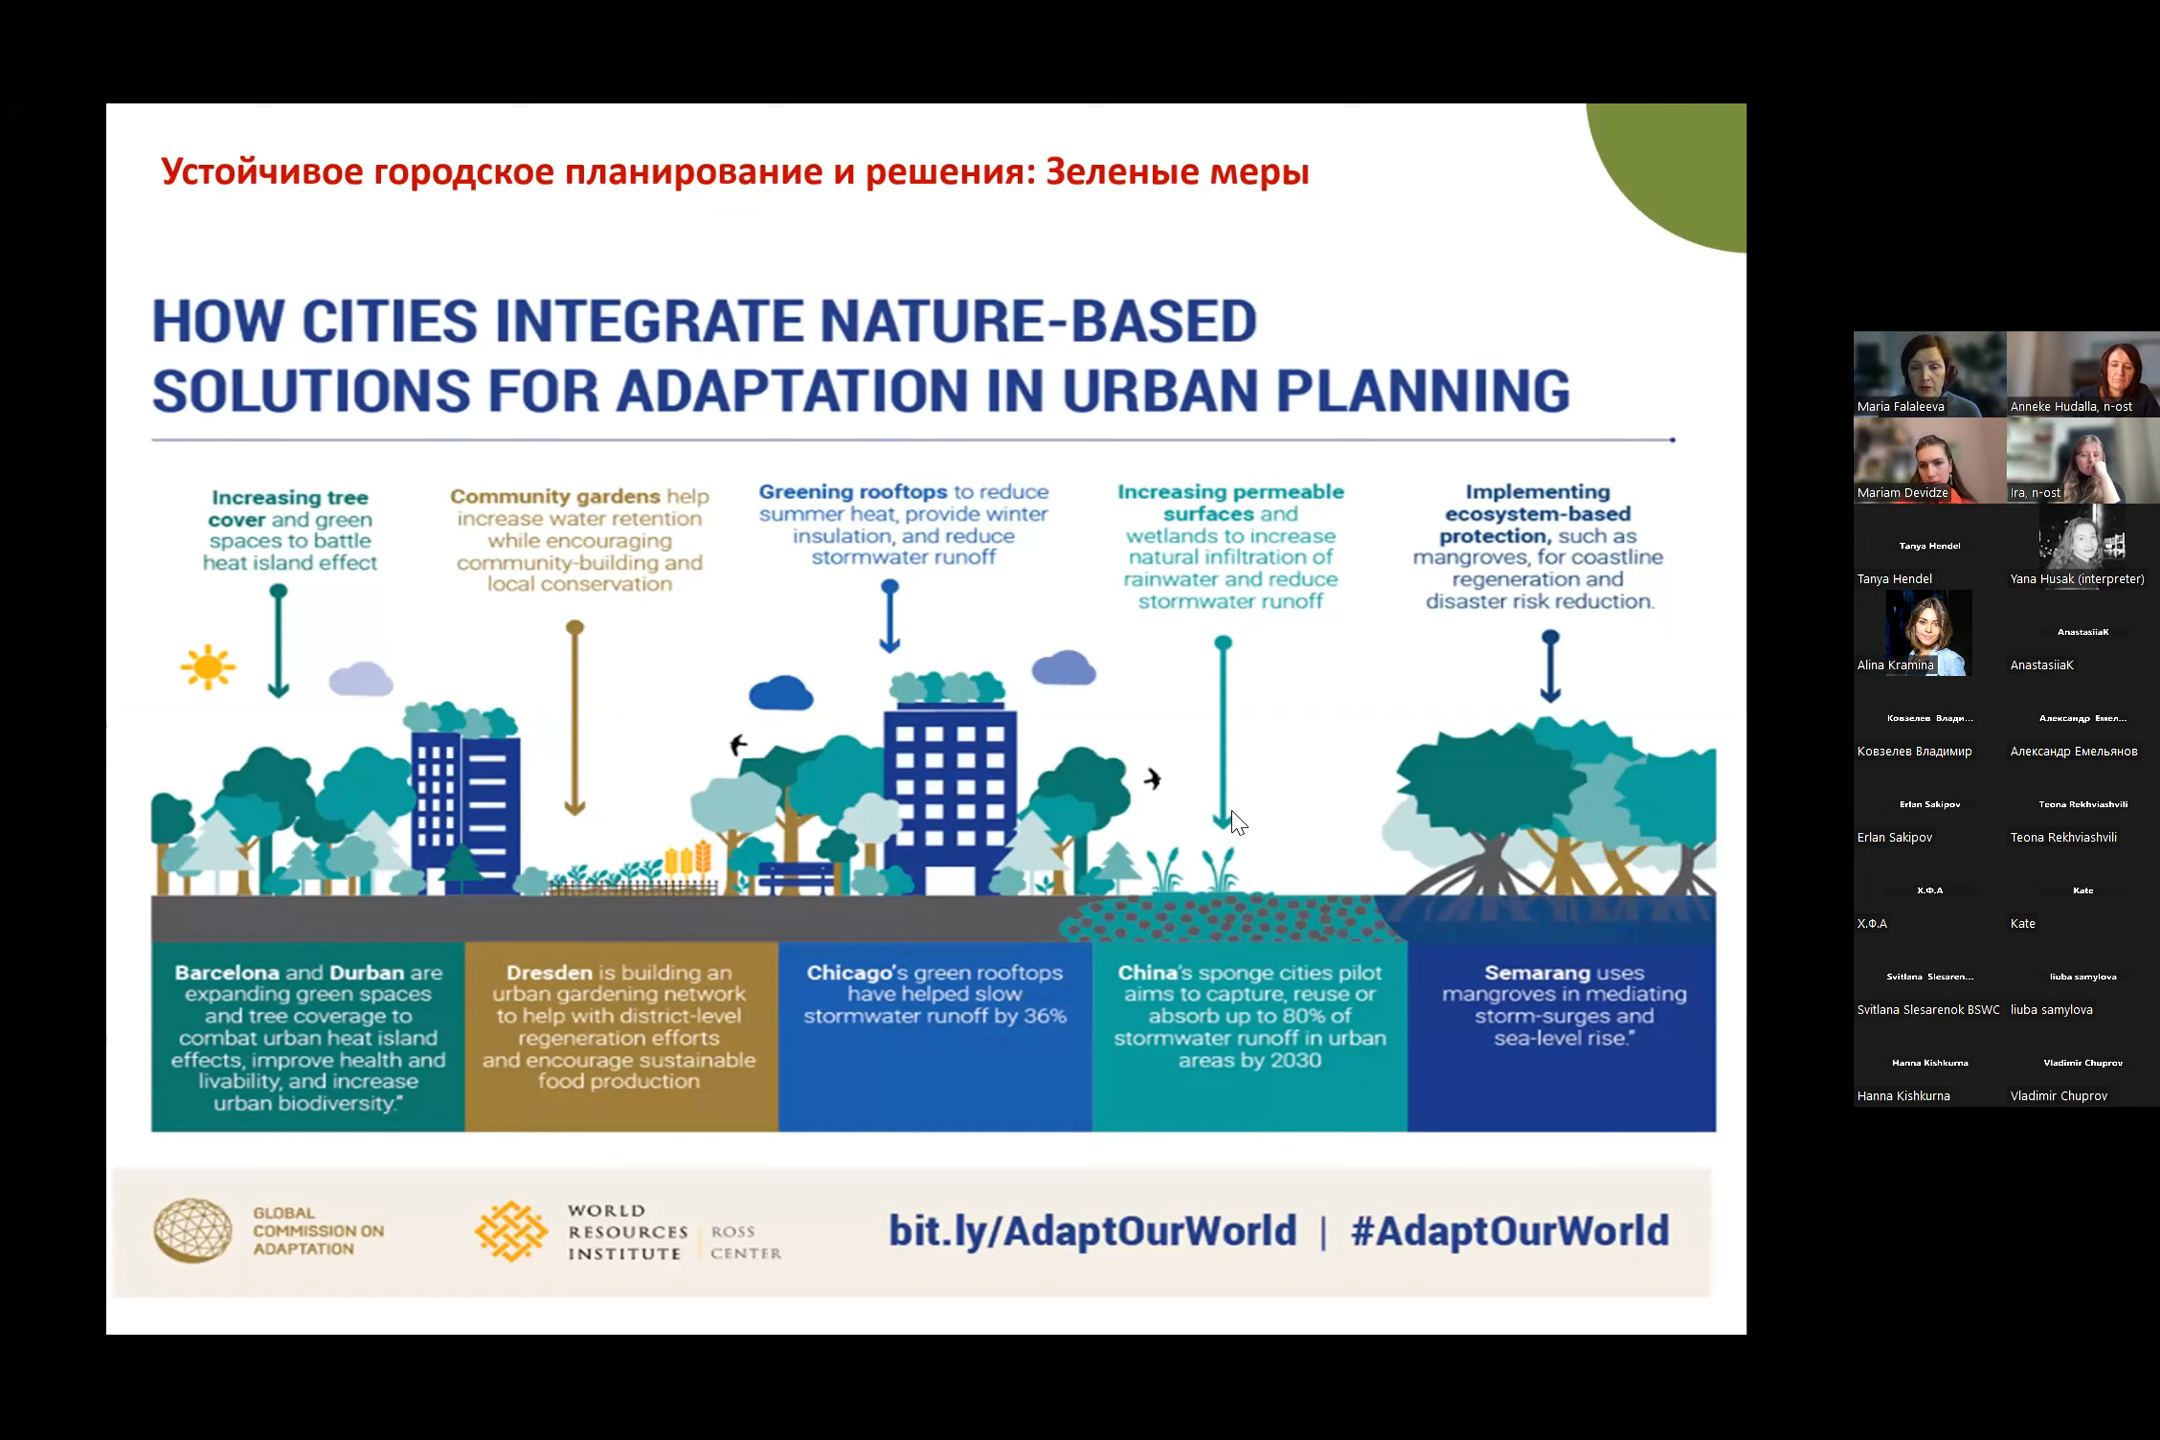 Устойчивое городское планирование и решения: Зеленые меры
HOW CITIES INTEGRATE NATURE-BASED
SOLUTIONS FOR ADAPTATION IN URBAN PLANNING
Increasing tree
cover and green
spaces to battle
heat island effect
Community gardens help
increase water retention
while encouraging
community-building and
local conservation
Greening rooftops to reduce
summer heat, provide winter
insulation, and reduce
stormwater runoff
Increasing permeable
surfaces and
wetlands to increase
natural infiltration of
rainwater and reduce
stormwater runoff
Implementing
ecosystem-based
protection, such as
mangroves, for coastline
regeneration and
disaster risk reduction.
Barcelona and Durban are
expanding green spaces
and tree coverage to
combat urban heat island
effects, improve health and
livability, and increase
urban biodiversity."
Dresden is building an
urban gardening network
to help with district-level
regeneration efforts
and encourage sustainable
food production
Chicago's green rooftops
have helped slow
stormwater runoff by 36%
China's sponge cities pilot
aims to capture, reuse or
absorb up to 80% of
stormwater runoff in urban
areas by 2030
Semarang uses
mangroves in mediating
storm-surges and
sea-level rise."
GLOBAL
COMMISSION ON
ADAPTATION
WORLD
RESOURCES
INSTITUTE
ROSS
CENTER
bit.ly/AdaptOurWorld | #AdaptOurWorld
Maria Falaleeva
Anneke Hudalla, n-ost
Mariam Devidze
Ira, n-ost
Tanya Hendel
Tanya Hendel
Yana Husak (interpreter)
Alina Kramina
AnastasiiaK
AnastasiiaK
Ковзелев Влади...
Ковзелев Владимир
Александр Емел...
Александр Емельянов
Erlan Sakipov
Erlan Sakipov
Teona Rekhviashvili
Teona Rekhviashvili
Х.Ф.А
Х.Ф.А
Kate
Kate
Svitlana Slesaren...
Svitlana Slesarenok BSWC
liuba samylova
liuba samylova
Hanna Kishkurna
Hanna Kishkurna
Vladimir Chuprov
Vladimir Chuprov